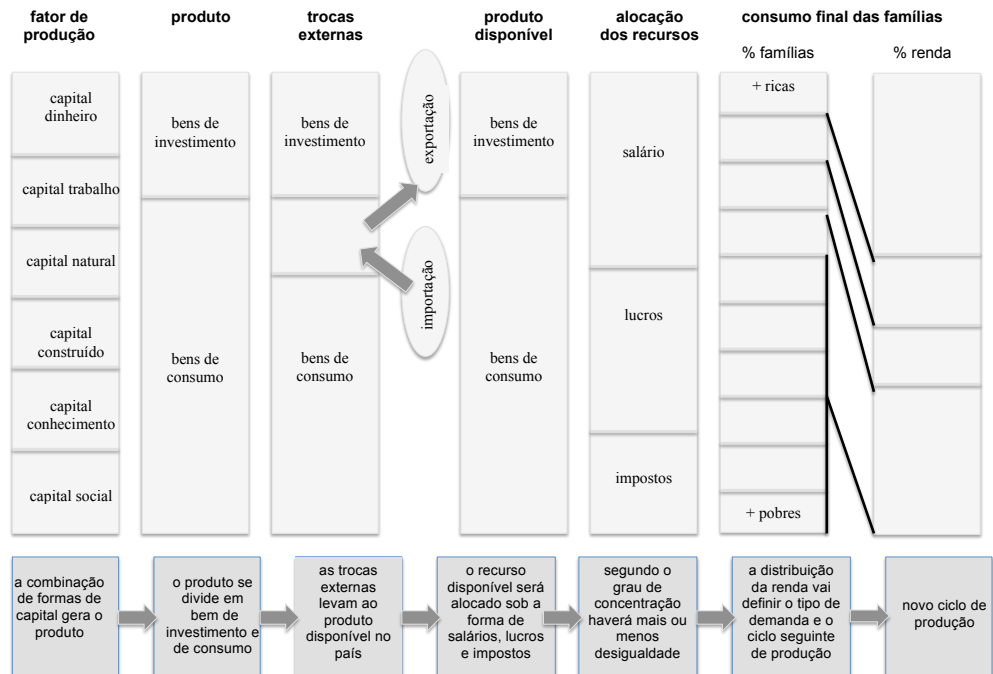 fator de
produção
produto
trocas
externas
produto
disponível
alocação
dos recursos
consumo final das famílias
% famílias
% renda
capital
dinheiro
capital trabalho
capital natural
capital
construído
capital
conhecimento
capital social
bens de
investimento
bens de
consumo
bens de
investimento
bens de
consumo
exportação
importação
bens de
investimento
bens de
consumo
salário
lucros
impostos
+ ricas
+ pobres
a combinação
de formas de
capital gera o
produto
o produto se
divide em
bem de
investimento e
de consumo
as trocas
externas
levam ao
produto
disponível no
país
o recurso
disponível será
alocado sob a
forma de
salários, lucros
e impostos
segundo o
grau de
concentração
haverá mais ou
menos
desigualdade
a distribuição
da renda vai
definir o tipo de
demanda e o
ciclo seguinte
de produção
novo ciclo de
produção